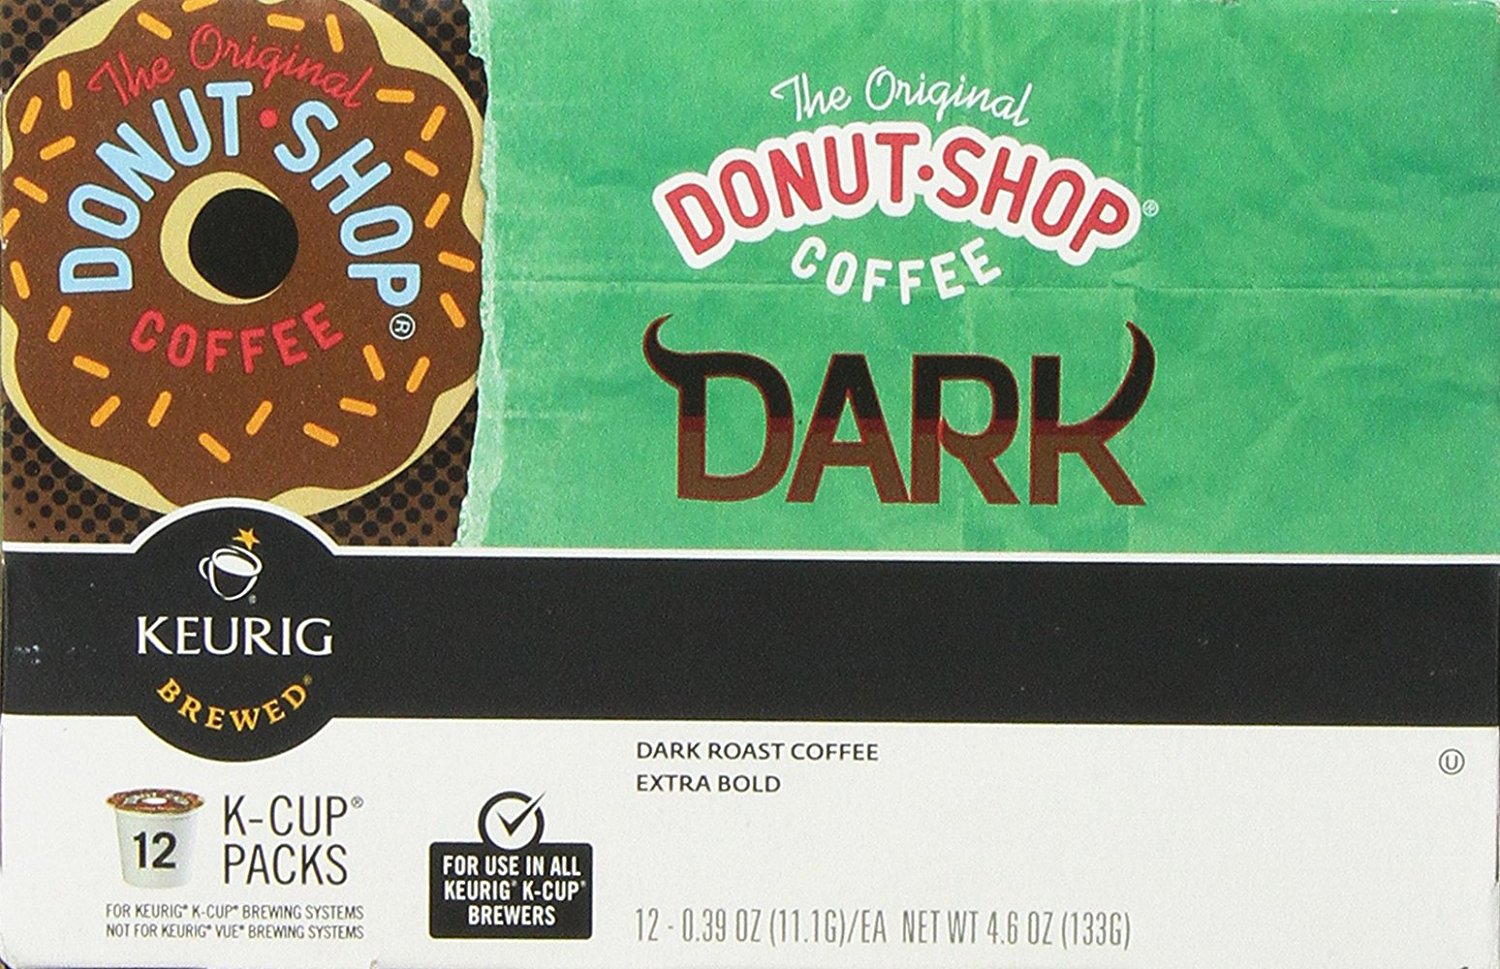 The Original
DONUT·SHOP®
COFFEE
The Original
DONUT·SHOP®
COFFEE
DARK
KEURIG
BREWED®
DARK ROAST COFFEE
EXTRA BOLD
U
12
K-CUP®
PACKS
FOR KEURIG® K-CUP® BREWING SYSTEMS
NOT FOR KEURIG® VUE® BREWING SYSTEMS
FOR USE IN ALL
KEURIG® K-CUP®
BREWERS
12 - 0.39 OZ (11.1G)/EA NET WT 4.6 OZ (133G)